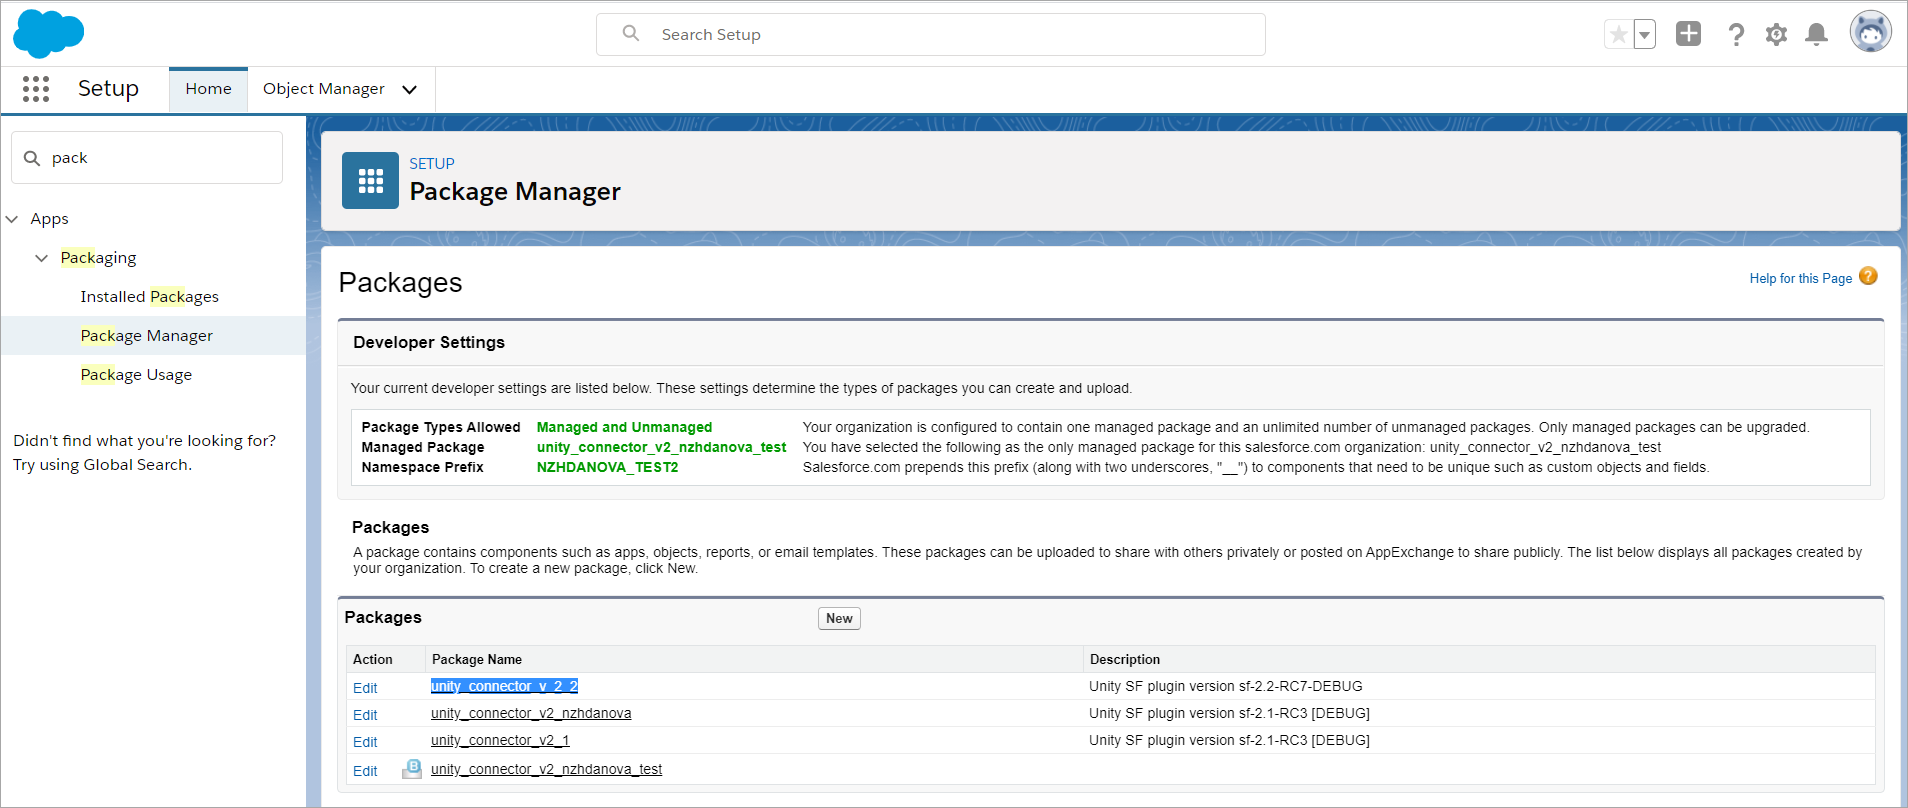 Search Setup
Setup
Home
Object Manager
pack
Apps
Packaging
Installed Packages
Package Manager
Package Usage
Didn't find what you're looking for?
Try using Global Search.
SETUP
Package Manager
Packages
Help for this Page ?
Developer Settings
Your current developer settings are listed below. These settings determine the types of packages you can create and upload.
Package Types Allowed Managed and Unmanaged Your organization is configured to contain one managed package and an unlimited number of unmanaged packages. Only managed packages can be upgraded.
Managed Package unity_connector_v2_nzhdanova_test You have selected the following as the only managed package for this salesforce.com organization: unity_connector_v2_nzhdanova_test
Namespace Prefix NZHDANOVA_TEST2 Salesforce.com prepends this prefix (along with two underscores, "__") to components that need to be unique such as custom objects and fields.
Packages
A package contains components such as apps, objects, reports, or email templates. These packages can be uploaded to share with others privately or posted on AppExchange to share publicly. The list below displays all packages created by
your organization. To create a new package, click New.
Packages New
Action Package Name Description
Edit unity_connector_v_2_2 Unity SF plugin version sf-2.2-RC7-DEBUG
Edit unity_connector_v2_nzhdanova Unity SF plugin version sf-2.1-RC3 [DEBUG]
Edit unity_connector_v2_1 Unity SF plugin version sf-2.1-RC3 [DEBUG]
Edit B unity_connector_v2_nzhdanova_test